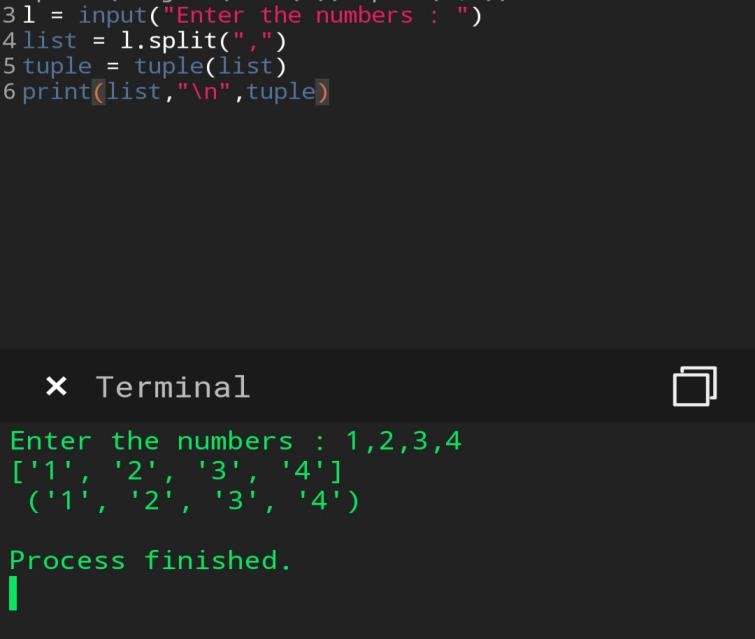 3 l = input("Enter the numbers : ")
4 list = l.split(",")
5 tuple = tuple(list)
6 print(list,"\n",tuple)
× Terminal
Enter the numbers : 1,2,3,4
['1', '2', '3', '4']
 ('1', '2', '3', '4')
Process finished.